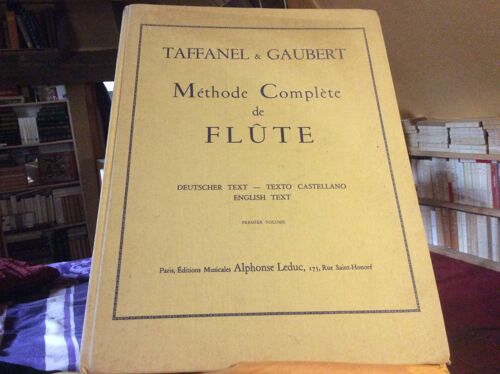 TAFFANEL & GAUBERT
Méthode Complète
de
FLÛTE
DEUTSCHER TEXT — TEXTO CASTELLANO
ENGLISH TEXT
PREMIER VOLUME
Paris, Éditions Musicales Alphonse Leduc, 175, Rue Saint-Honoré